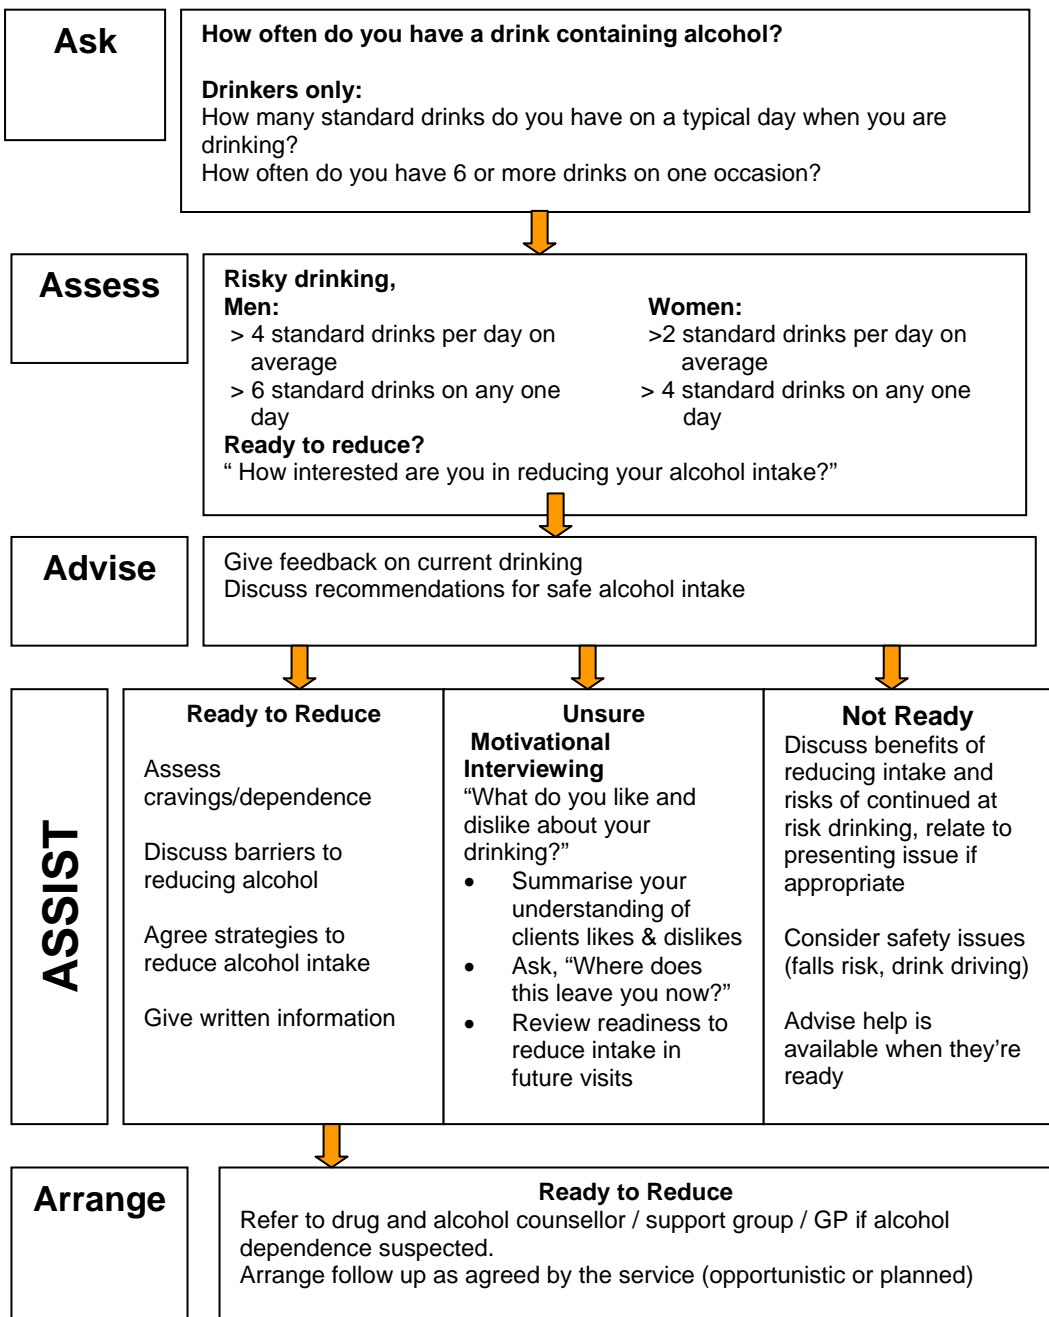 Ask
How often do you have a drink containing alcohol?
Drinkers only:
How many standard drinks do you have on a typical day when you are
drinking?
How often do you have 6 or more drinks on one occasion?
Assess
Risky drinking,
Men:
> 4 standard drinks per day on
average
> 6 standard drinks on any one
day
Women:
>2 standard drinks per day on
average
> 4 standard drinks on any one
day
Ready to reduce?
“ How interested are you in reducing your alcohol intake?”
Advise
Give feedback on current drinking
Discuss recommendations for safe alcohol intake
ASSIST
Ready to Reduce
Assess
cravings/dependence
Discuss barriers to
reducing alcohol
Agree strategies to
reduce alcohol intake
Give written information
Unsure
Motivational
Interviewing
“What do you like and
dislike about your
drinking?”
• Summarise your
understanding of
clients likes & dislikes
• Ask, “Where does
this leave you now?”
• Review readiness to
reduce intake in
future visits
Not Ready
Discuss benefits of
reducing intake and
risks of continued at
risk drinking, relate to
presenting issue if
appropriate
Consider safety issues
(falls risk, drink driving)
Advise help is
available when they’re
ready
Arrange
Ready to Reduce
Refer to drug and alcohol counsellor / support group / GP if alcohol
dependence suspected.
Arrange follow up as agreed by the service (opportunistic or planned)